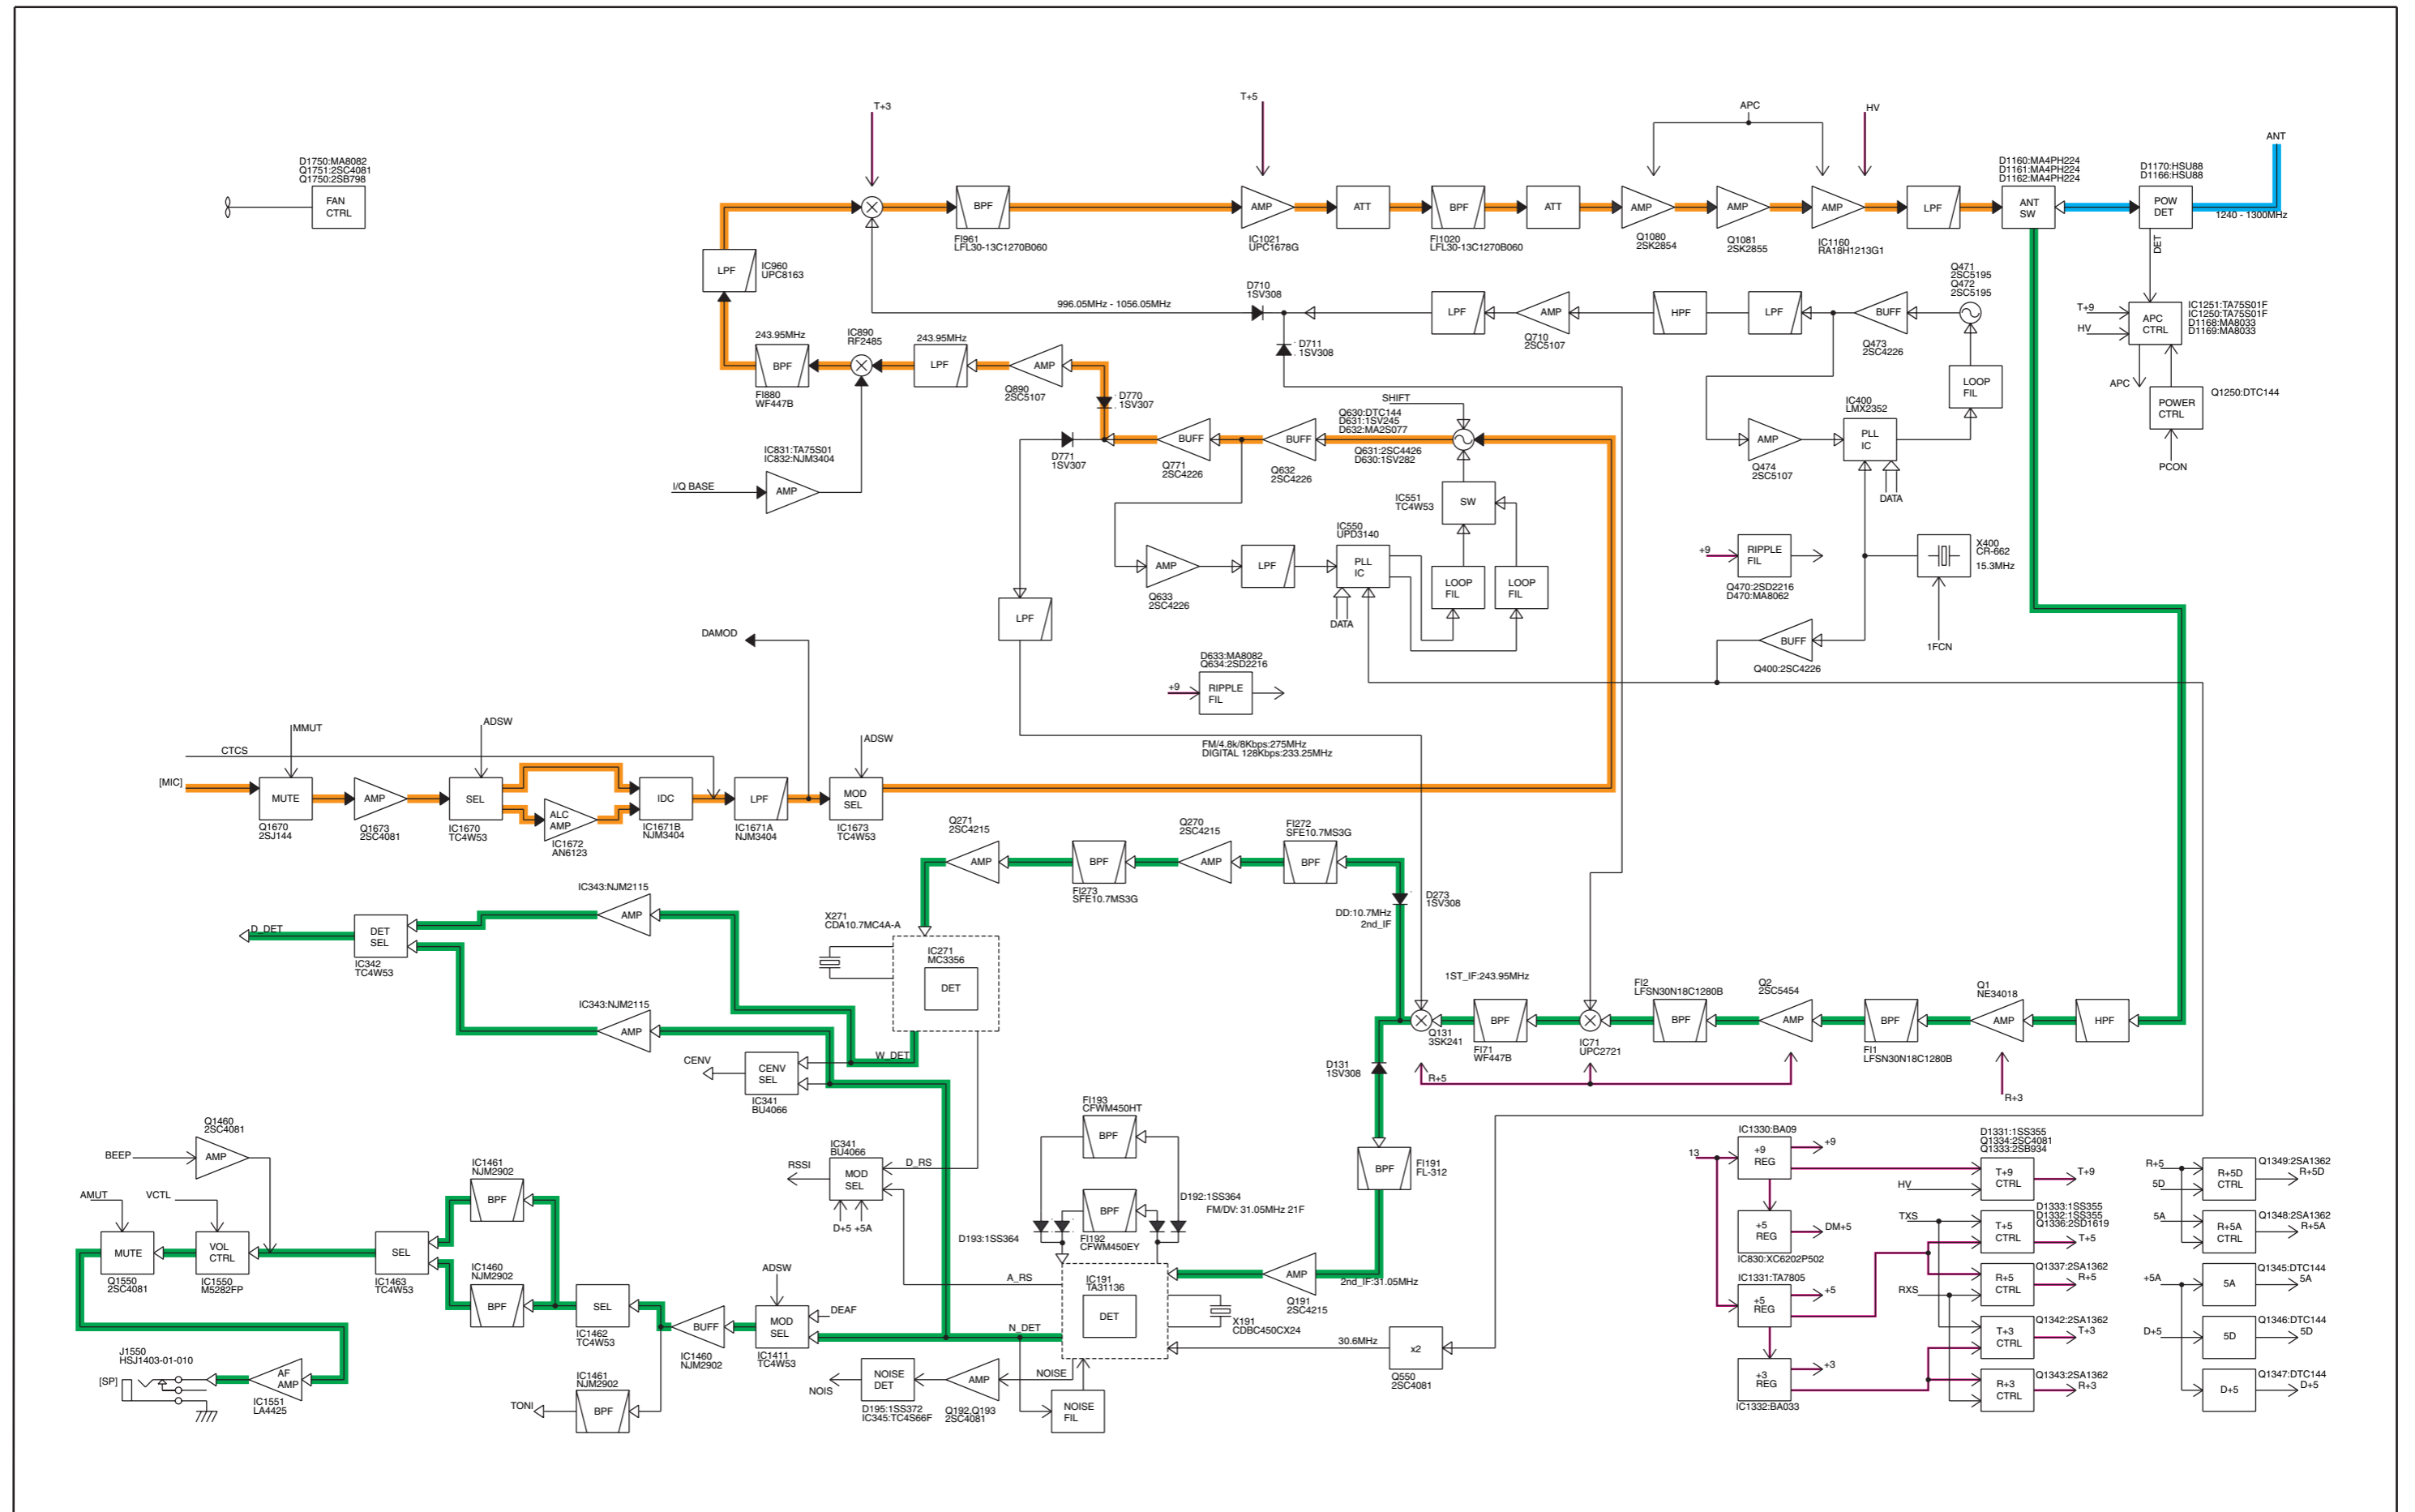 T+3
T+5
APC
HV
ANT
D1750:MA8082
Q1751:2SC4081
Q1750:2SB798
FAN
CTRL
D1160:MA4PH224
D1161:MA4PH224
D1162:MA4PH224
D1170:HSU88
D1166:HSU88
BPF
AMP
ATT
BPF
ATT
AMP
AMP
AMP
LPF
ANT
SW
POW
DET
1240 - 1300MHz
FI961
LFL30-13C1270B060
IC1021
UPC1678G
FI1020
LFL30-13C1270B060
Q1080
2SK2854
Q1081
2SK2855
IC1160
RA18H1213G1
DET
LPF
IC960
UPC8163
996.05MHz - 1056.05MHz
D710
1SV308
LPF
AMP
HPF
LPF
BUFF
Q471
2SC5195
Q472
2SC5195
T+9
HV
APC
CTRL
IC1251:TA75S01F
IC1250:TA75S01F
D1168:MA8033
D1169:MA8033
Q710
2SC5107
Q473
2SC4226
243.95MHz
BPF
FI880
WF447B
IC890
RF2485
243.95MHz
LPF
AMP
Q890
2SC5107
D711
1SV308
LOOP
FIL
APC
POWER
CTRL
Q1250:DTC144
PCON
D770
1SV307
SHIFT
Q630:DTC144
D631:1SV245
D632:MA2S077
Q631:2SC4426
D630:1SV282
D771
1SV307
BUFF
Q771
2SC4226
BUFF
Q632
2SC4226
IC400
LMX2352
AMP
Q474
2SC5107
PLL
IC
DATA
IC831:TA75S01
IC832:NJM3404
I/Q BASE
AMP
IC551
TC4W53
SW
IC550
UPD3140
AMP
Q633
2SC4226
LPF
PLL
IC
DATA
LOOP
FIL
LOOP
FIL
+9
RIPPLE
FIL
Q470:2SD2216
D470:MA8062
X400
CR-662
15.3MHz
1FCN
LPF
BUFF
Q400:2SC4226
DAMOD
D633:MA8082
Q634:2SD2216
+9
RIPPLE
FIL
MMUT
ADSW
ADSW
CTCS
FM/4.8k/8Kbps:275MHz
DIGITAL 128Kbps:233.25MHz
[MIC]
MUTE
AMP
SEL
ALC
AMP
IDC
LPF
MOD
SEL
Q1670
2SJ144
Q1673
2SC4081
IC1670
TC4W53
IC1672
AN6123
IC1671B
NJM3404
IC1671A
NJM3404
IC1673
TC4W53
Q271
2SC4215
AMP
BPF
FI273
SFE10.7MS3G
Q270
2SC4215
AMP
FI272
SFE10.7MS3G
BPF
D273
1SV308
DD:10.7MHz
2nd_IF
IC343:NJM2115
AMP
D_DET
DET
SEL
IC342
TC4W53
IC343:NJM2115
AMP
X271
CDA10.7MC4A-A
IC271
MC3356
DET
W_DET
CENV
CENV
SEL
IC341
BU4066
1ST_IF:243.95MHz
Q131
3SK241
BPF
FI71
WF447B
IC71
UPC2721
FI2
LFSN30N18C1280B
BPF
Q2
2SC5454
AMP
BPF
FI1
LFSN30N18C1280B
Q1
NE34018
AMP
HPF
D131
1SV308
R+5
R+3
Q1460
2SC4081
BEEP
AMP
AMUT
VCTL
IC1461
NJM2902
BPF
IC1460
NJM2902
BPF
MUTE
Q1550
2SC4081
VOL
CTRL
IC1550
M5282FP
SEL
IC1463
TC4W53
SEL
IC1462
TC4W53
J1550
HSJ1403-01-010
[SP]
AF
AMP
IC1551
LA4425
TONI
IC1461
NJM2902
BPF
BUFF
IC1460
NJM2902
ADSW
MOD
SEL
IC1411
TC4W53
DEAF
RSSI
IC341
BU4066
MOD
SEL
D+5 +5A
D_RS
A_RS
N_DET
NOIS
NOISE
DET
D195:1SS372
IC345:TC4S66F
AMP
Q192,Q193
2SC4081
NOISE
NOISE
FIL
FI193
CFWM450HT
BPF
BPF
FI192
CFWM450EY
D193:1SS364
D192:1SS364
FM/DV: 31.05MHz 21F
BPF
FI191
FL-312
IC191
TA31136
DET
AMP
Q191
2SC4215
2nd_IF:31.05MHz
X191
CDBC450CX24
30.6MHz
x2
Q550
2SC4081
13
IC1330:BA09
+9
REG
+9
+5
REG
DM+5
IC830:XC6202P502
IC1331:TA7805
+5
REG
+5
+3
REG
+3
IC1332:BA033
D1331:1SS355
Q1334:2SC4081
Q1333:2SB934
HV
T+9
CTRL
T+9
D1333:1SS355
D1332:1SS355
Q1336:2SD1619
TXS
T+5
CTRL
T+5
Q1337:2SA1362
RXS
R+5
CTRL
R+5
Q1342:2SA1362
T+3
CTRL
T+3
Q1343:2SA1362
R+3
CTRL
R+3
R+5
5D
R+5D
CTRL
Q1349:2SA1362
R+5D
5A
R+5A
CTRL
Q1348:2SA1362
R+5A
+5A
5A
Q1345:DTC144
5A
D+5
5D
Q1346:DTC144
5D
D+5
Q1347:DTC144
D+5